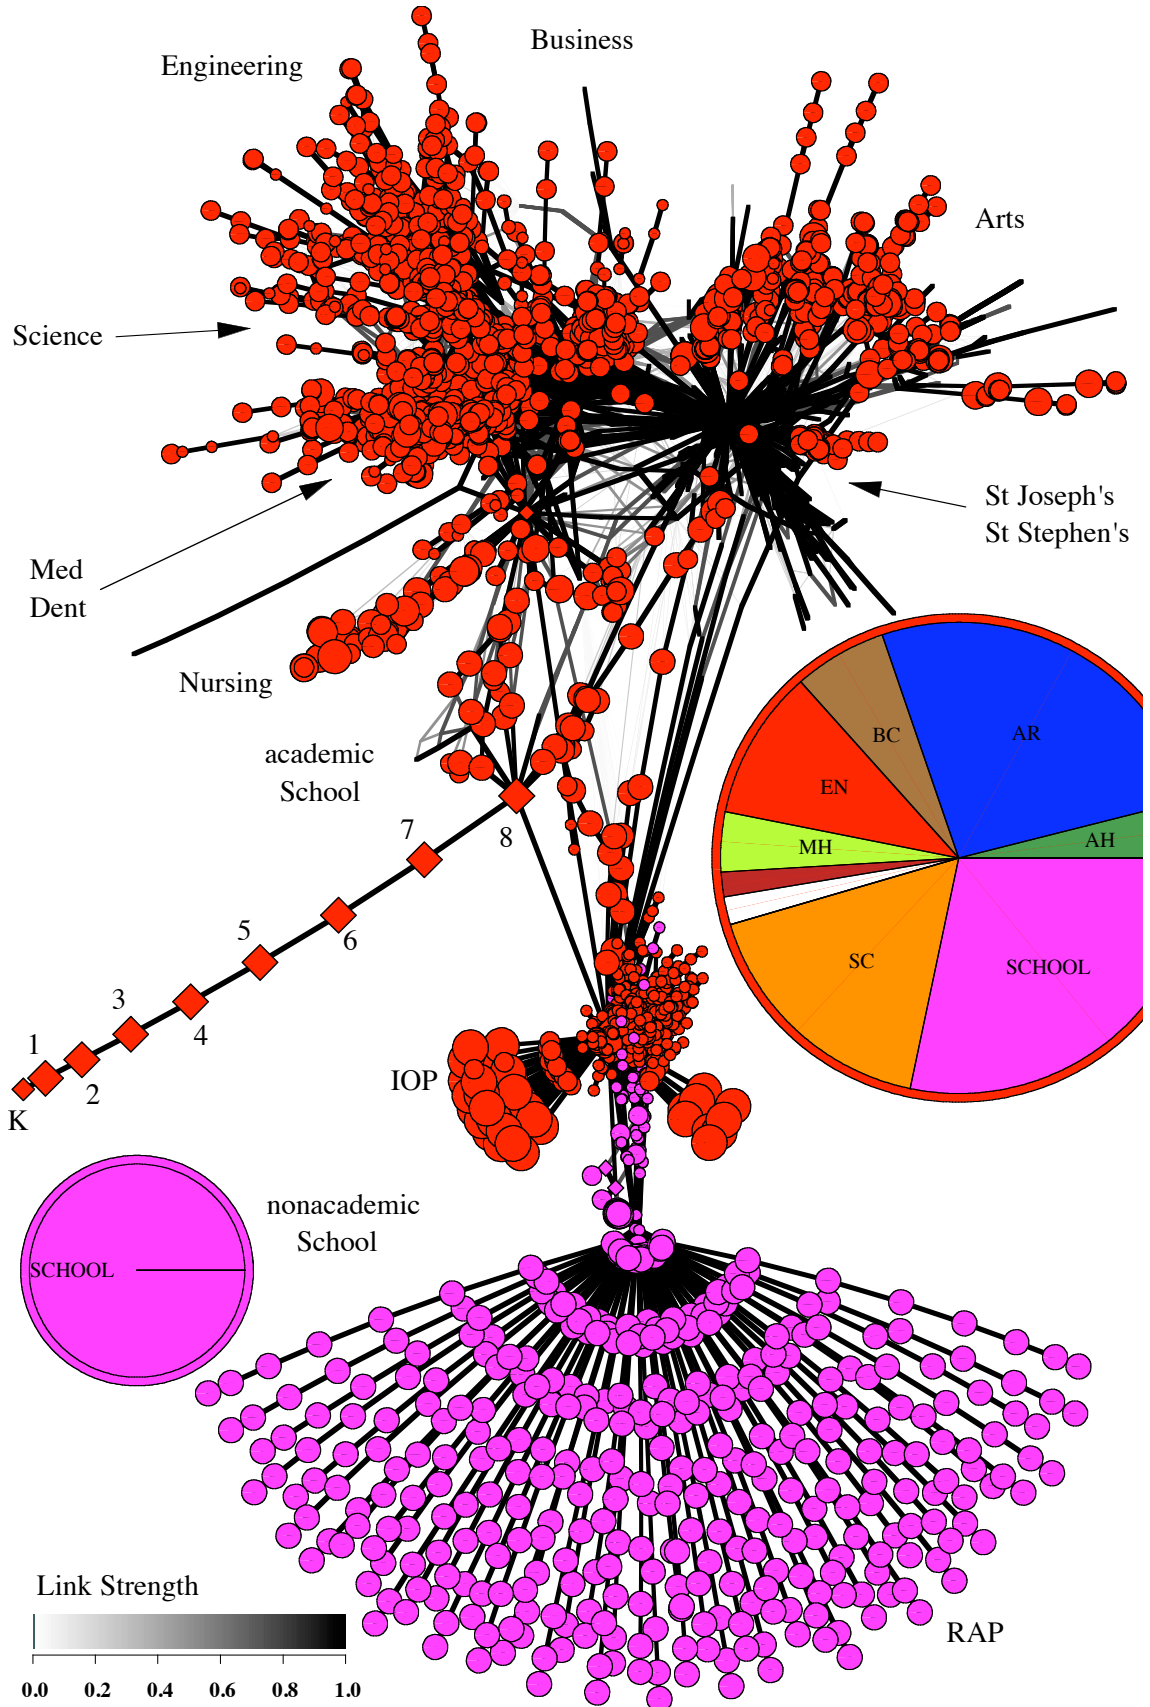 Business
Engineering
Arts
Science
St Joseph's
St Stephen's
Med
Dent
Nursing
academic
School
BC
AR
EN
MH
AH
SC
SCHOOL
8
7
6
5
4
3
2
1
K
IOP
nonacademic
School
SCHOOL
RAP
Link Strength
0.0 0.2 0.4 0.6 0.8 1.0